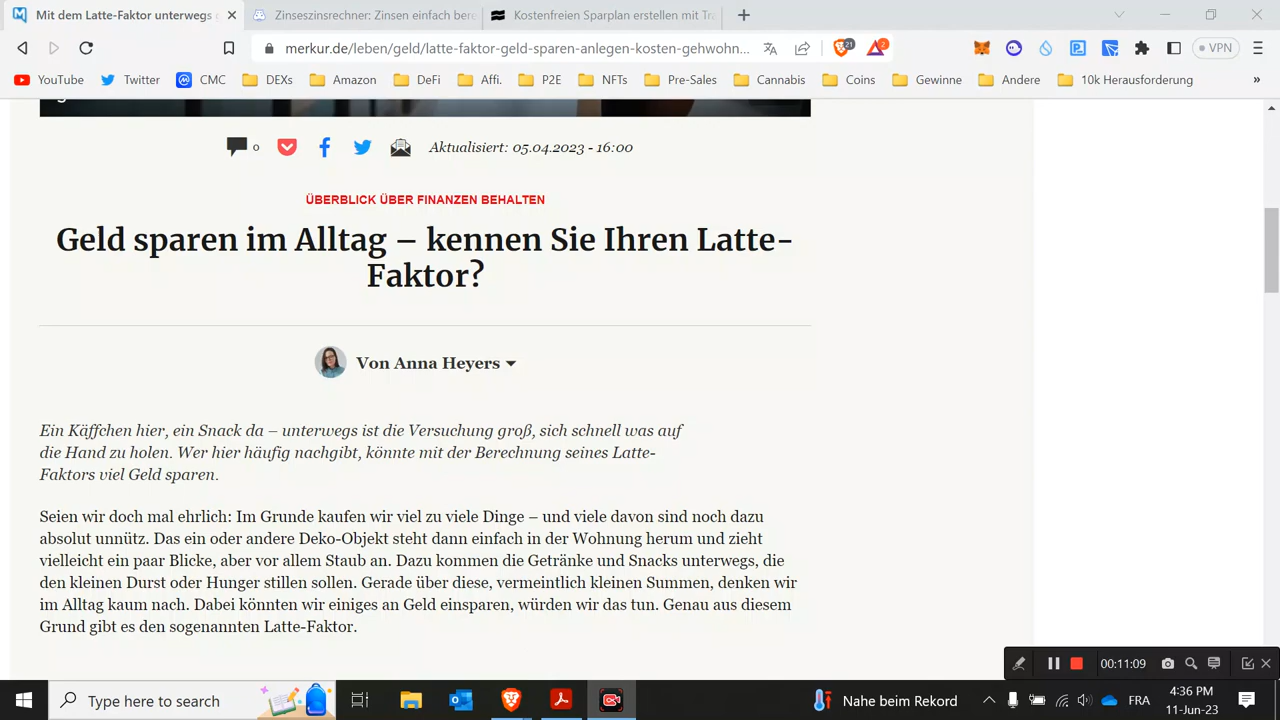 Mit dem Latte-Faktor unterwegs
Zinseszinsrechner: Zinsen einfach bere
Kostenfreien Sparplan erstellen mit Tra
merkur.de/leben/geld/latte-faktor-geld-sparen-anlegen-kosten-gehwohn...
21
2
VPN
YouTube
Twitter
CMC
DEXs
Amazon
DeFi
Affi.
P2E
NFTs
Pre-Sales
Cannabis
Coins
Gewinne
Andere
10k Herausforderung
»
0
Aktualisiert: 05.04.2023 - 16:00
ÜBERBLICK ÜBER FINANZEN BEHALTEN
Geld sparen im Alltag – kennen Sie Ihren Latte-
Faktor?
Von Anna Heyers
Ein Käffchen hier, ein Snack da – unterwegs ist die Versuchung groß, sich schnell was auf
die Hand zu holen. Wer hier häufig nachgibt, könnte mit der Berechnung seines Latte-
Faktors viel Geld sparen.
Seien wir doch mal ehrlich: Im Grunde kaufen wir viel zu viele Dinge – und viele davon sind noch dazu
absolut unnütz. Das ein oder andere Deko-Objekt steht dann einfach in der Wohnung herum und zieht
vielleicht ein paar Blicke, aber vor allem Staub an. Dazu kommen die Getränke und Snacks unterwegs, die
den kleinen Durst oder Hunger stillen sollen. Gerade über diese, vermeintlich kleinen Summen, denken wir
im Alltag kaum nach. Dabei könnten wir einiges an Geld einsparen, würden wir das tun. Genau aus diesem
Grund gibt es den sogenannten Latte-Faktor.
00:11:09
Type here to search
Nahe beim Rekord
FRA
4:36 PM
11-Jun-23